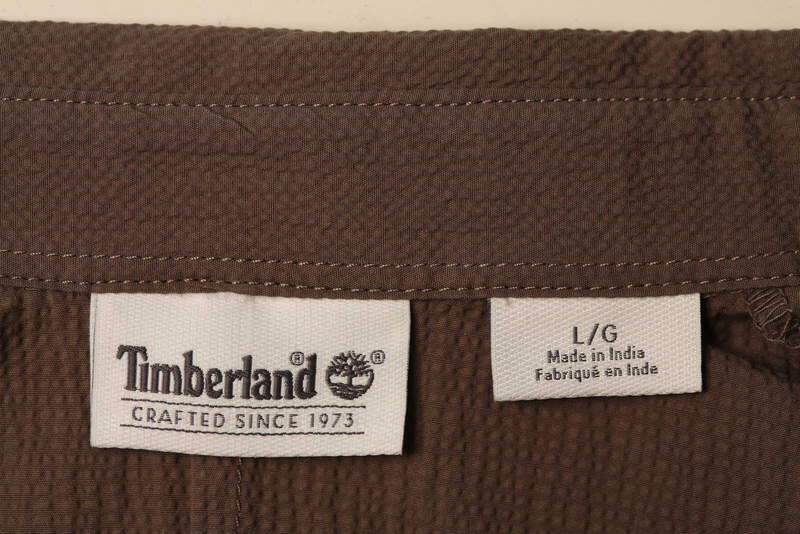 Timberland®
®
CRAFTED SINCE 1973
L/G
Made in India
Fabriqué en Inde